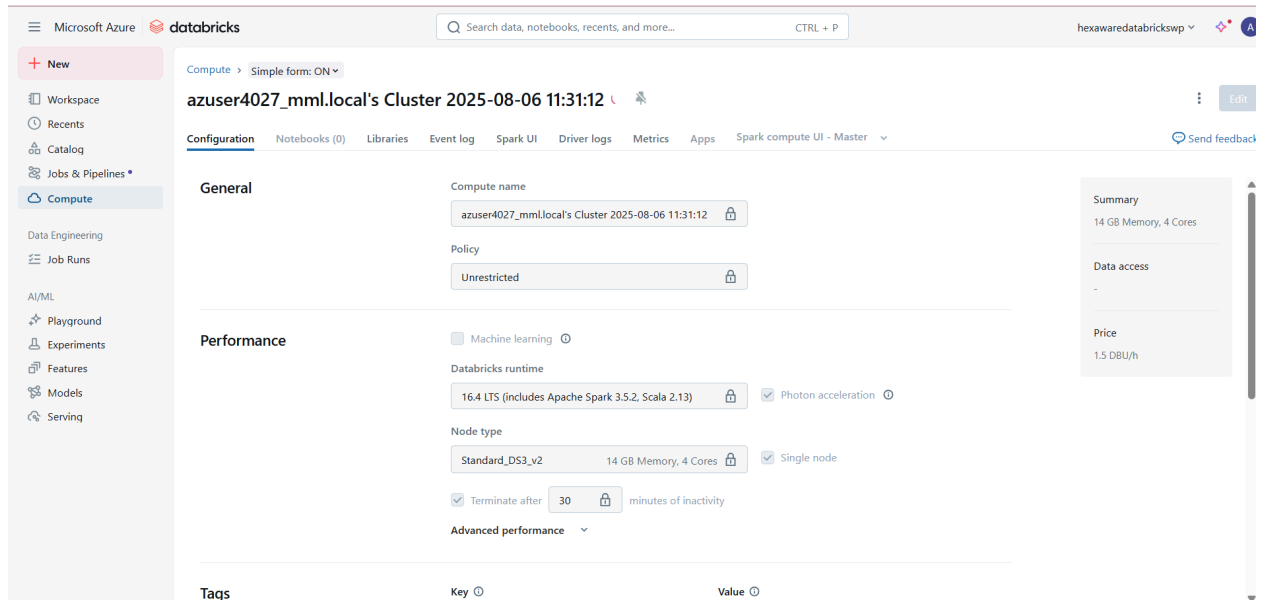 Microsoft Azure databricks Search data, notebooks, recents, and more... CTRL + P hexawaredatabrickswp A
New
Workspace
Recents
Catalog
Jobs & Pipelines
Compute
Data Engineering
Job Runs
AI/ML
Playground
Experiments
Features
Models
Serving
Compute > Simple form: ON
azuser4027_mml.local's Cluster 2025-08-06 11:31:12 Edit
Configuration Notebooks (0) Libraries Event log Spark UI Driver logs Metrics Apps Spark compute UI - Master Send feedback
General
Compute name
azuser4027_mml.local's Cluster 2025-08-06 11:31:12
Policy
Unrestricted
Performance
Machine learning
Databricks runtime
16.4 LTS (includes Apache Spark 3.5.2, Scala 2.13) Photon acceleration
Node type
Standard_DS3_v2 14 GB Memory, 4 Cores Single node
Terminate after 30 minutes of inactivity
Advanced performance
Tags
Key Value
Summary
14 GB Memory, 4 Cores
Data access
-
Price
1.5 DBU/h